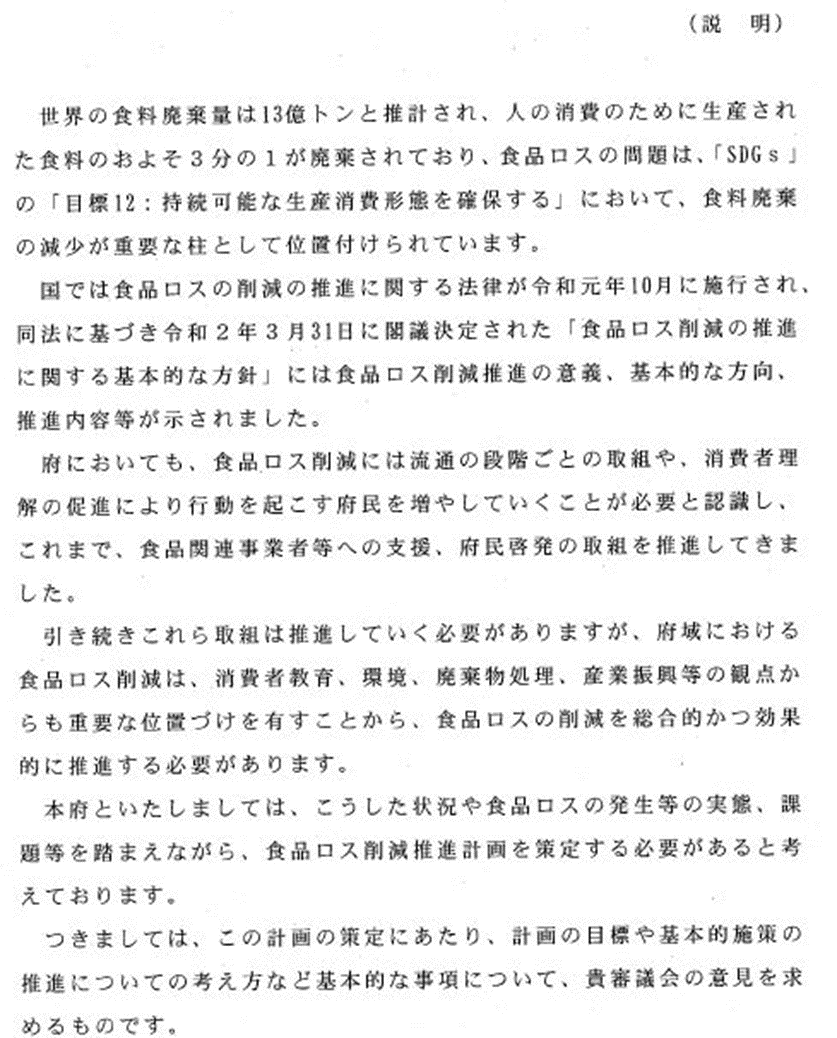 （説　明）
世界の食料廃棄量は13億トンと推計され、人の消費のために生産され
た食料のおよそ３分の１が廃棄されており、食品ロスの問題は、「SDGｓ」
の「目標12：持続可能な生産消費形態を確保する」において、食料廃棄
の減少が重要な柱として位置付けられています。
国では食品ロスの削減の推進に関する法律が令和元年10月に施行され、
同法に基づき令和２年３月31日に閣議決定された「食品ロス削減の推進
に関する基本的な方針」には食品ロス削減推進の意義、基本的な方向、
推進内容等が示されました。
府においても、食品ロス削減には流通の段階ごとの取組や、消費者理
解の促進により行動を起こす府民を増やしていくことが必要と認識し、
これまで、食品関連事業者等への支援、府民啓発の取組を推進してきま
した。
引き続きこれら取組は推進していく必要がありますが、府域における
食品ロス削減は、消費者教育、環境、廃棄物処理、産業振興等の観点か
らも重要な位置づけを有すことから、食品ロスの削減を総合的かつ効果
的に推進する必要があります。
本府といたしましては、こうした状況や食品ロスの発生等の実態、課
題等を踏まえながら、食品ロス削減推進計画を策定する必要があると考
えております。
つきましては、この計画の策定にあたり、計画の目標や基本的施策の
推進についての考え方など基本的な事項について、貴審議会の意見を求
めるものです。